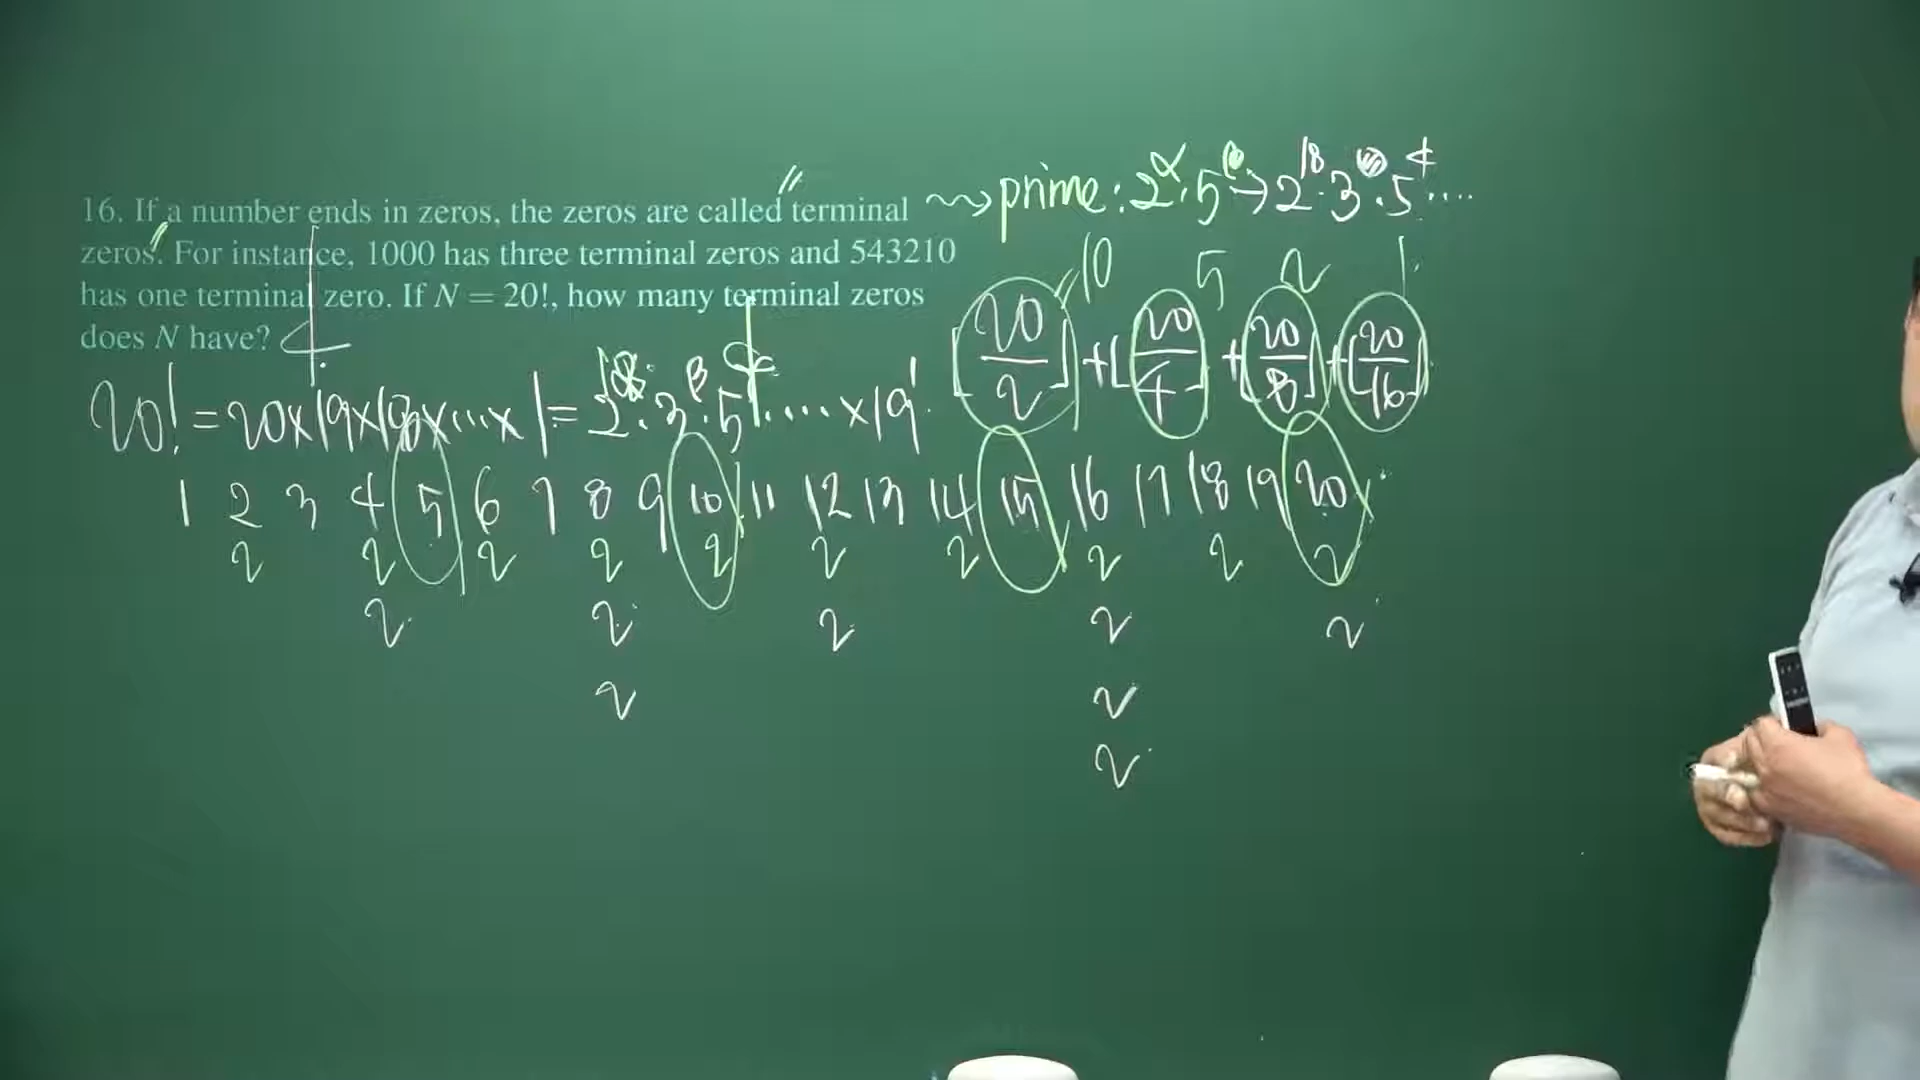 16. If a number ends in zeros, the zeros are called terminal
zeros. For instance, 1000 has three terminal zeros and 543210
has one terminal zero. If N = 20!, how many terminal zeros
does N have? 4
prime: 2^α · 5 → 2^18 · 3 · 5^4 ....
10 5 2 1
[20/2] + [20/4] + [20/8] + [20/16]
20! = 20x19x18x...x1 = 2^18 · 3^β · 5^4 .... x 19^1
1 2 3 4 5 6 7 8 9 10 11 12 13 14 15 16 17 18 19 20
2 2 2 2 2 2 2 2 2 2
2 2 2 2 2
2 2
2